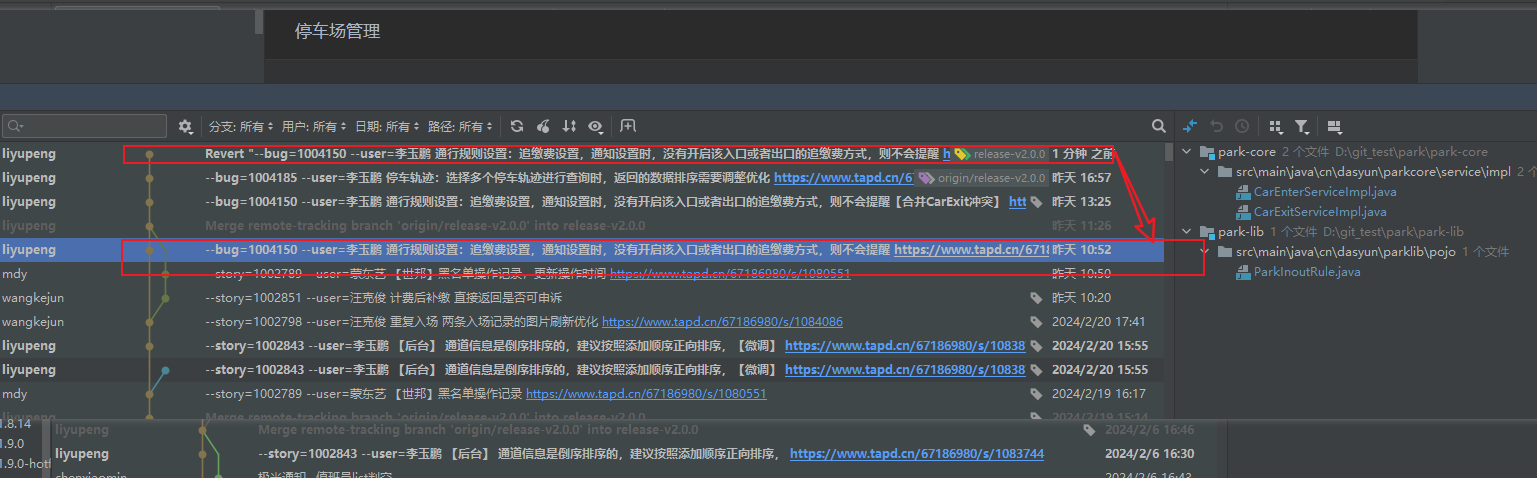 停车场管理
分支: 所有 用户: 所有 日期: 所有 路径: 所有
liyupeng Revert "--bug=1004150 --user=李玉鹏 通行规则设置：追缴费设置，通知设置时，没有开启该入口或者出口的追缴费方式，则不会提醒 h release-v2.0.0 1 分钟 之前
liyupeng --bug=1004185 --user=李玉鹏 停车轨迹：选择多个停车轨迹进行查询时，返回的数据排序需要调整优化 https://www.tapd.cn/6 origin/release-v2.0.0 昨天 16:57
liyupeng --bug=1004150 --user=李玉鹏 通行规则设置：追缴费设置，通知设置时，没有开启该入口或者出口的追缴费方式，则不会提醒【合并CarExit冲突】 htt 昨天 13:25
liyupeng Merge remote-tracking branch 'origin/release-v2.0.0' into release-v2.0.0 昨天 11:26
liyupeng --bug=1004150 --user=李玉鹏 通行规则设置：追缴费设置，通知设置时，没有开启该入口或者出口的追缴费方式，则不会提醒 https://www.tapd.cn/671 昨天 10:52
mdy --story=1002789 --user=蒙东艺 【世邦】黑名单操作记录，更新操作时间 https://www.tapd.cn/67186980/s/1080551 昨天 10:50
wangkejun --story=1002851 --user=汪克俊 计费后补缴 直接返回是否可申诉 昨天 10:20
wangkejun --story=1002798 --user=汪克俊 重复入场 两条入场记录的图片刷新优化 https://www.tapd.cn/67186980/s/1084086 2024/2/20 17:41
liyupeng --story=1002843 --user=李玉鹏 【后台】 通道信息是倒序排序的，建议按照添加顺序正向排序，【微调】 https://www.tapd.cn/67186980/s/10838 2024/2/20 15:55
liyupeng --story=1002843 --user=李玉鹏 【后台】 通道信息是倒序排序的，建议按照添加顺序正向排序，【微调】 https://www.tapd.cn/67186980/s/10838 2024/2/20 15:55
mdy --story=1002789 --user=蒙东艺 【世邦】黑名单操作记录 https://www.tapd.cn/67186980/s/1080551 2024/2/19 16:17
liyupeng Merge remote-tracking branch 'origin/release-v2.0.0' into release-v2.0.0 2024/2/19 15:14
park-core 2 个文件 D:\git_test\park\park-core
src\main\java\cn\dasyun\parkcore\service\impl 2 个文件
CarEnterServiceImpl.java
CarExitServiceImpl.java
park-lib 1 个文件 D:\git_test\park\park-lib
src\main\java\cn\dasyun\parklib\pojo 1 个文件
ParkInoutRule.java
1.8.14
1.9.0
1.9.0-hotf
liyupeng Merge remote-tracking branch 'origin/release-v2.0.0' into release-v2.0.0 2024/2/6 16:46
liyupeng --story=1002843 --user=李玉鹏 【后台】 通道信息是倒序排序的，建议按照添加顺序正向排序， https://www.tapd.cn/67186980/s/1083744 2024/2/6 16:30
chenxiaomin 2024/2/6 16:43